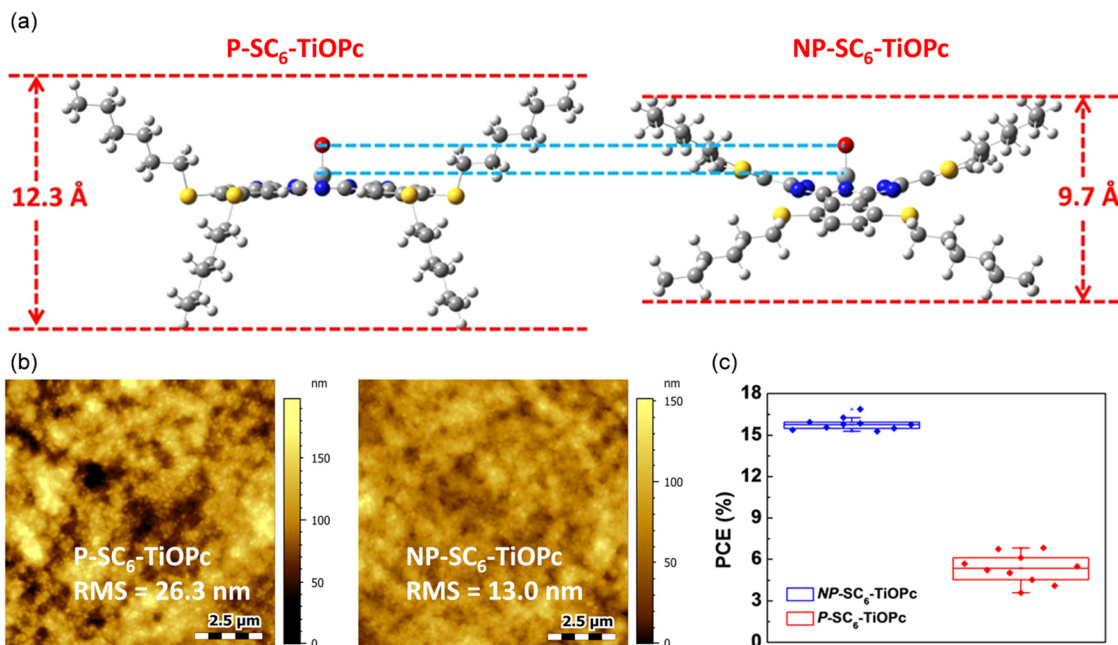 (a)
P-SC₆-TiOPc
NP-SC₆-TiOPc
12.3 Å
9.7 Å
(b)
nm
150
100
50
0
P-SC₆-TiOPc
RMS = 26.3 nm
2.5 µm
nm
150
100
50
0
NP-SC₆-TiOPc
RMS = 13.0 nm
2.5 µm
(c)
18
15
12
9
6
3
0
PCE (%)
NP-SC₆-TiOPc
P-SC₆-TiOPc